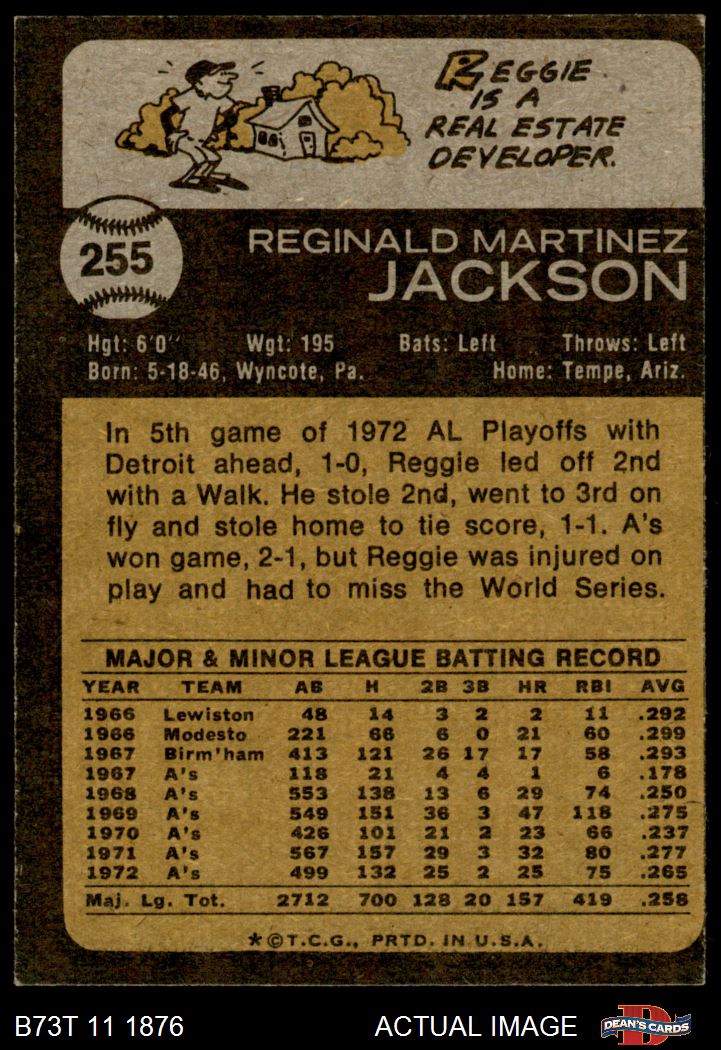 REGGIE
IS A
REAL ESTATE
DEVELOPER.
255
REGINALD MARTINEZ
JACKSON
Hgt: 6'0'' Wgt: 195 Bats: Left Throws: Left
Born: 5-18-46, Wyncote, Pa. Home: Tempe, Ariz.
In 5th game of 1972 AL Playoffs with
Detroit ahead, 1-0, Reggie led off 2nd
with a Walk. He stole 2nd, went to 3rd on
fly and stole home to tie score, 1-1. A's
won game, 2-1, but Reggie was injured on
play and had to miss the World Series.
MAJOR & MINOR LEAGUE BATTING RECORD
YEAR TEAM AB H 2B 3B HR RBI AVG
1966 Lewiston 48 14 3 2 2 11 .292
1966 Modesto 221 66 6 0 21 60 .299
1967 Birm'ham 413 121 26 17 17 58 .293
1967 A's 118 21 4 4 1 6 .178
1968 A's 553 138 13 6 29 74 .250
1969 A's 549 151 36 3 47 118 .275
1970 A's 426 101 21 2 23 66 .237
1971 A's 567 157 29 3 32 80 .277
1972 A's 499 132 25 2 25 75 .265
Maj. Lg. Tot. 2712 700 128 20 157 419 .258
★©T.C.G., PRTD. IN U.S.A.
B73T 11 1876 ACTUAL IMAGE D DEAN'S CARDS